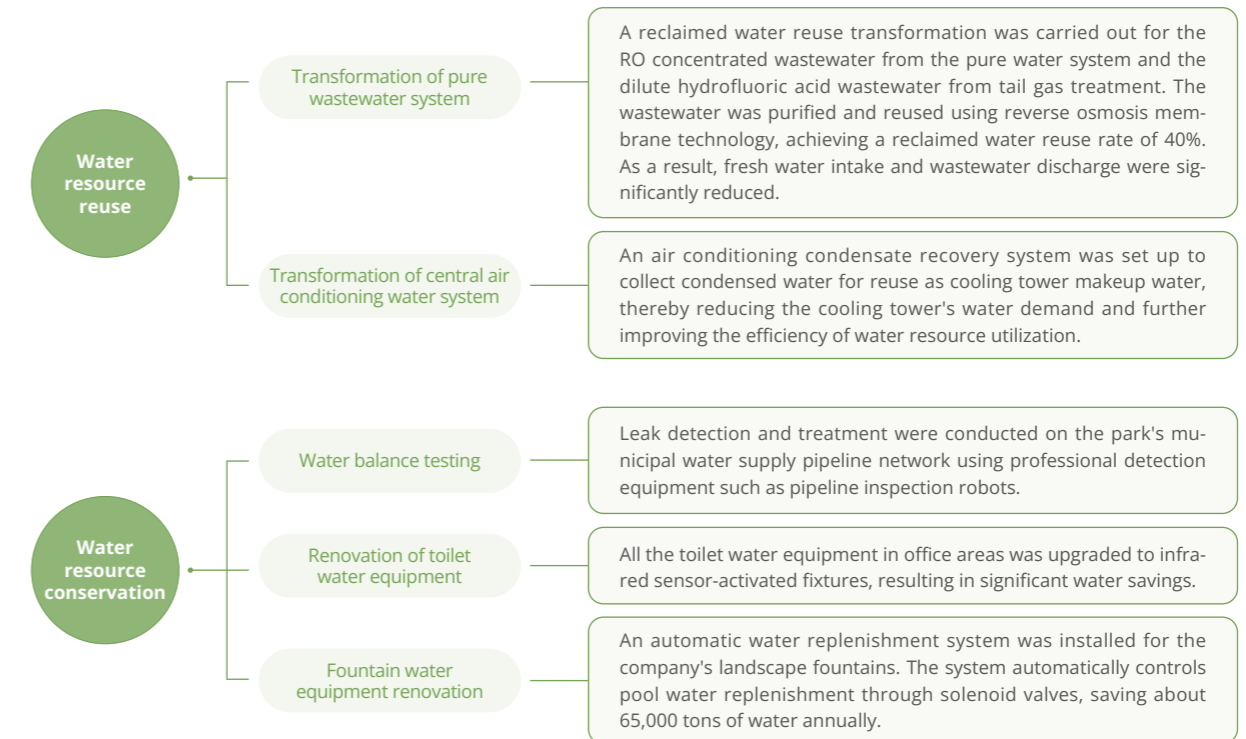 Water
resource
reuse
Transformation of pure
wastewater system
A reclaimed water reuse transformation was carried out for the
RO concentrated wastewater from the pure water system and the
dilute hydrofluoric acid wastewater from tail gas treatment. The
wastewater was purified and reused using reverse osmosis mem-
brane technology, achieving a reclaimed water reuse rate of 40%.
As a result, fresh water intake and wastewater discharge were sig-
nificantly reduced.
Transformation of central air
conditioning water system
An air conditioning condensate recovery system was set up to
collect condensed water for reuse as cooling tower makeup water,
thereby reducing the cooling tower's water demand and further
improving the efficiency of water resource utilization.
Water
resource
conservation
Water balance testing
Leak detection and treatment were conducted on the park's mu-
nicipal water supply pipeline network using professional detection
equipment such as pipeline inspection robots.
Renovation of toilet
water equipment
All the toilet water equipment in office areas was upgraded to infra-
red sensor-activated fixtures, resulting in significant water savings.
Fountain water
equipment renovation
An automatic water replenishment system was installed for the
company's landscape fountains. The system automatically controls
pool water replenishment through solenoid valves, saving about
65,000 tons of water annually.